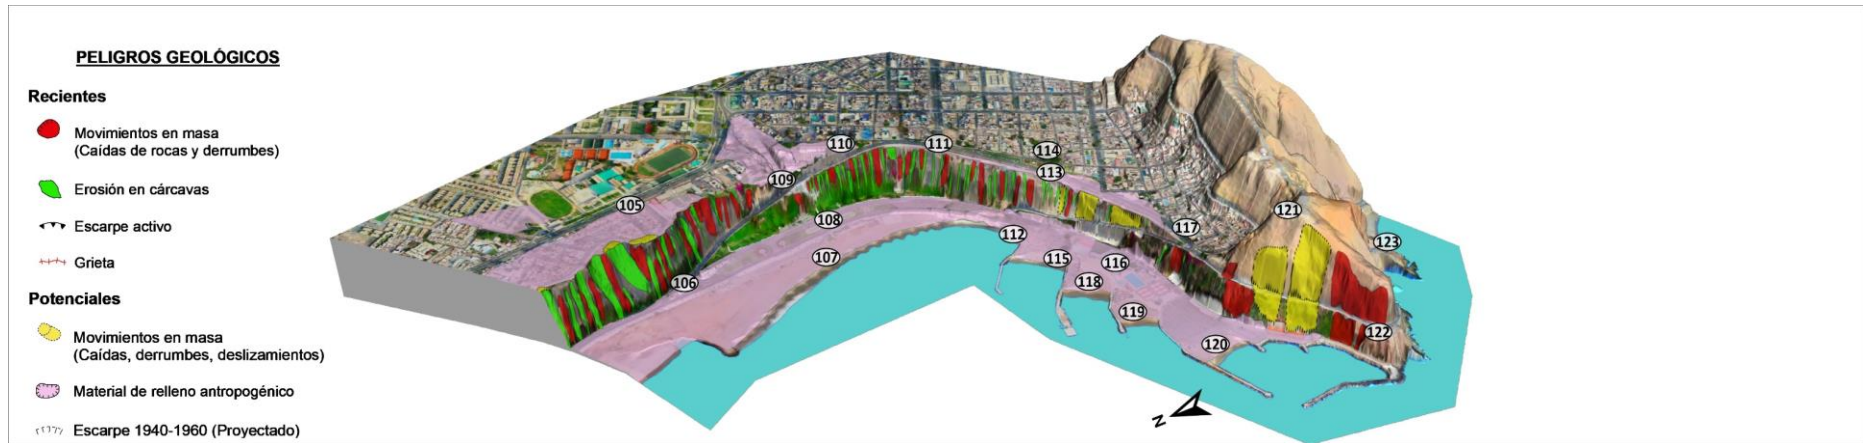 PELIGROS GEOLÓGICOS
Recientes
Movimientos en masa
(Caídas de rocas y derrumbes)
Erosión en cárcavas
Escarpe activo
Grieta
Potenciales
Movimientos en masa
(Caídas, derrumbes, deslizamientos)
Material de relleno antropogénico
Escarpe 1940-1960 (Proyectado)
105
106
107
108
109
110
111
112
113
114
115
116
117
118
119
120
121
122
123
N